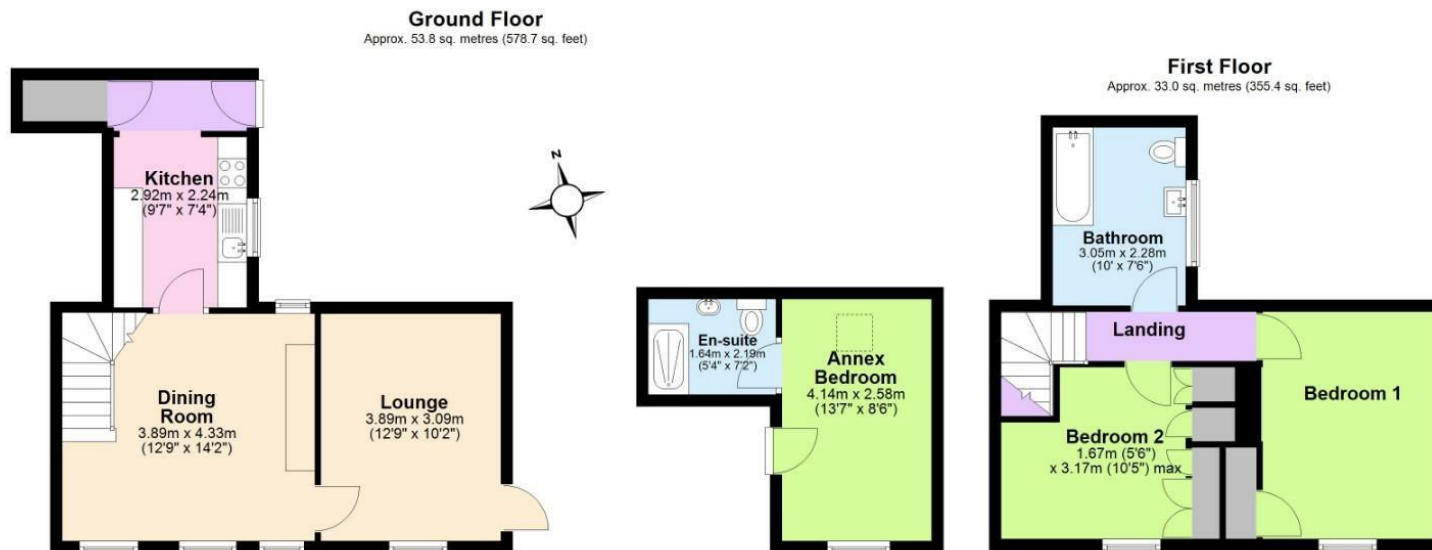 Ground Floor
Approx. 53.8 sq. metres (578.7 sq. feet)
First Floor
Approx. 33.0 sq. metres (355.4 sq. feet)
Kitchen
2.92m x 2.24m
(9'7" x 7'4")
N
Bathroom
3.05m x 2.28m
(10' x 7'6")
Landing
En-suite
1.64m x 2.19m
(5'4" x 7'2")
Annex
Bedroom
4.14m x 2.58m
(13'7" x 8'6")
Dining
Room
3.89m x 4.33m
(12'9" x 14'2")
Lounge
3.89m x 3.09m
(12'9" x 10'2")
Bedroom 1
Bedroom 2
1.67m (5'6")
x 3.17m (10'5") max